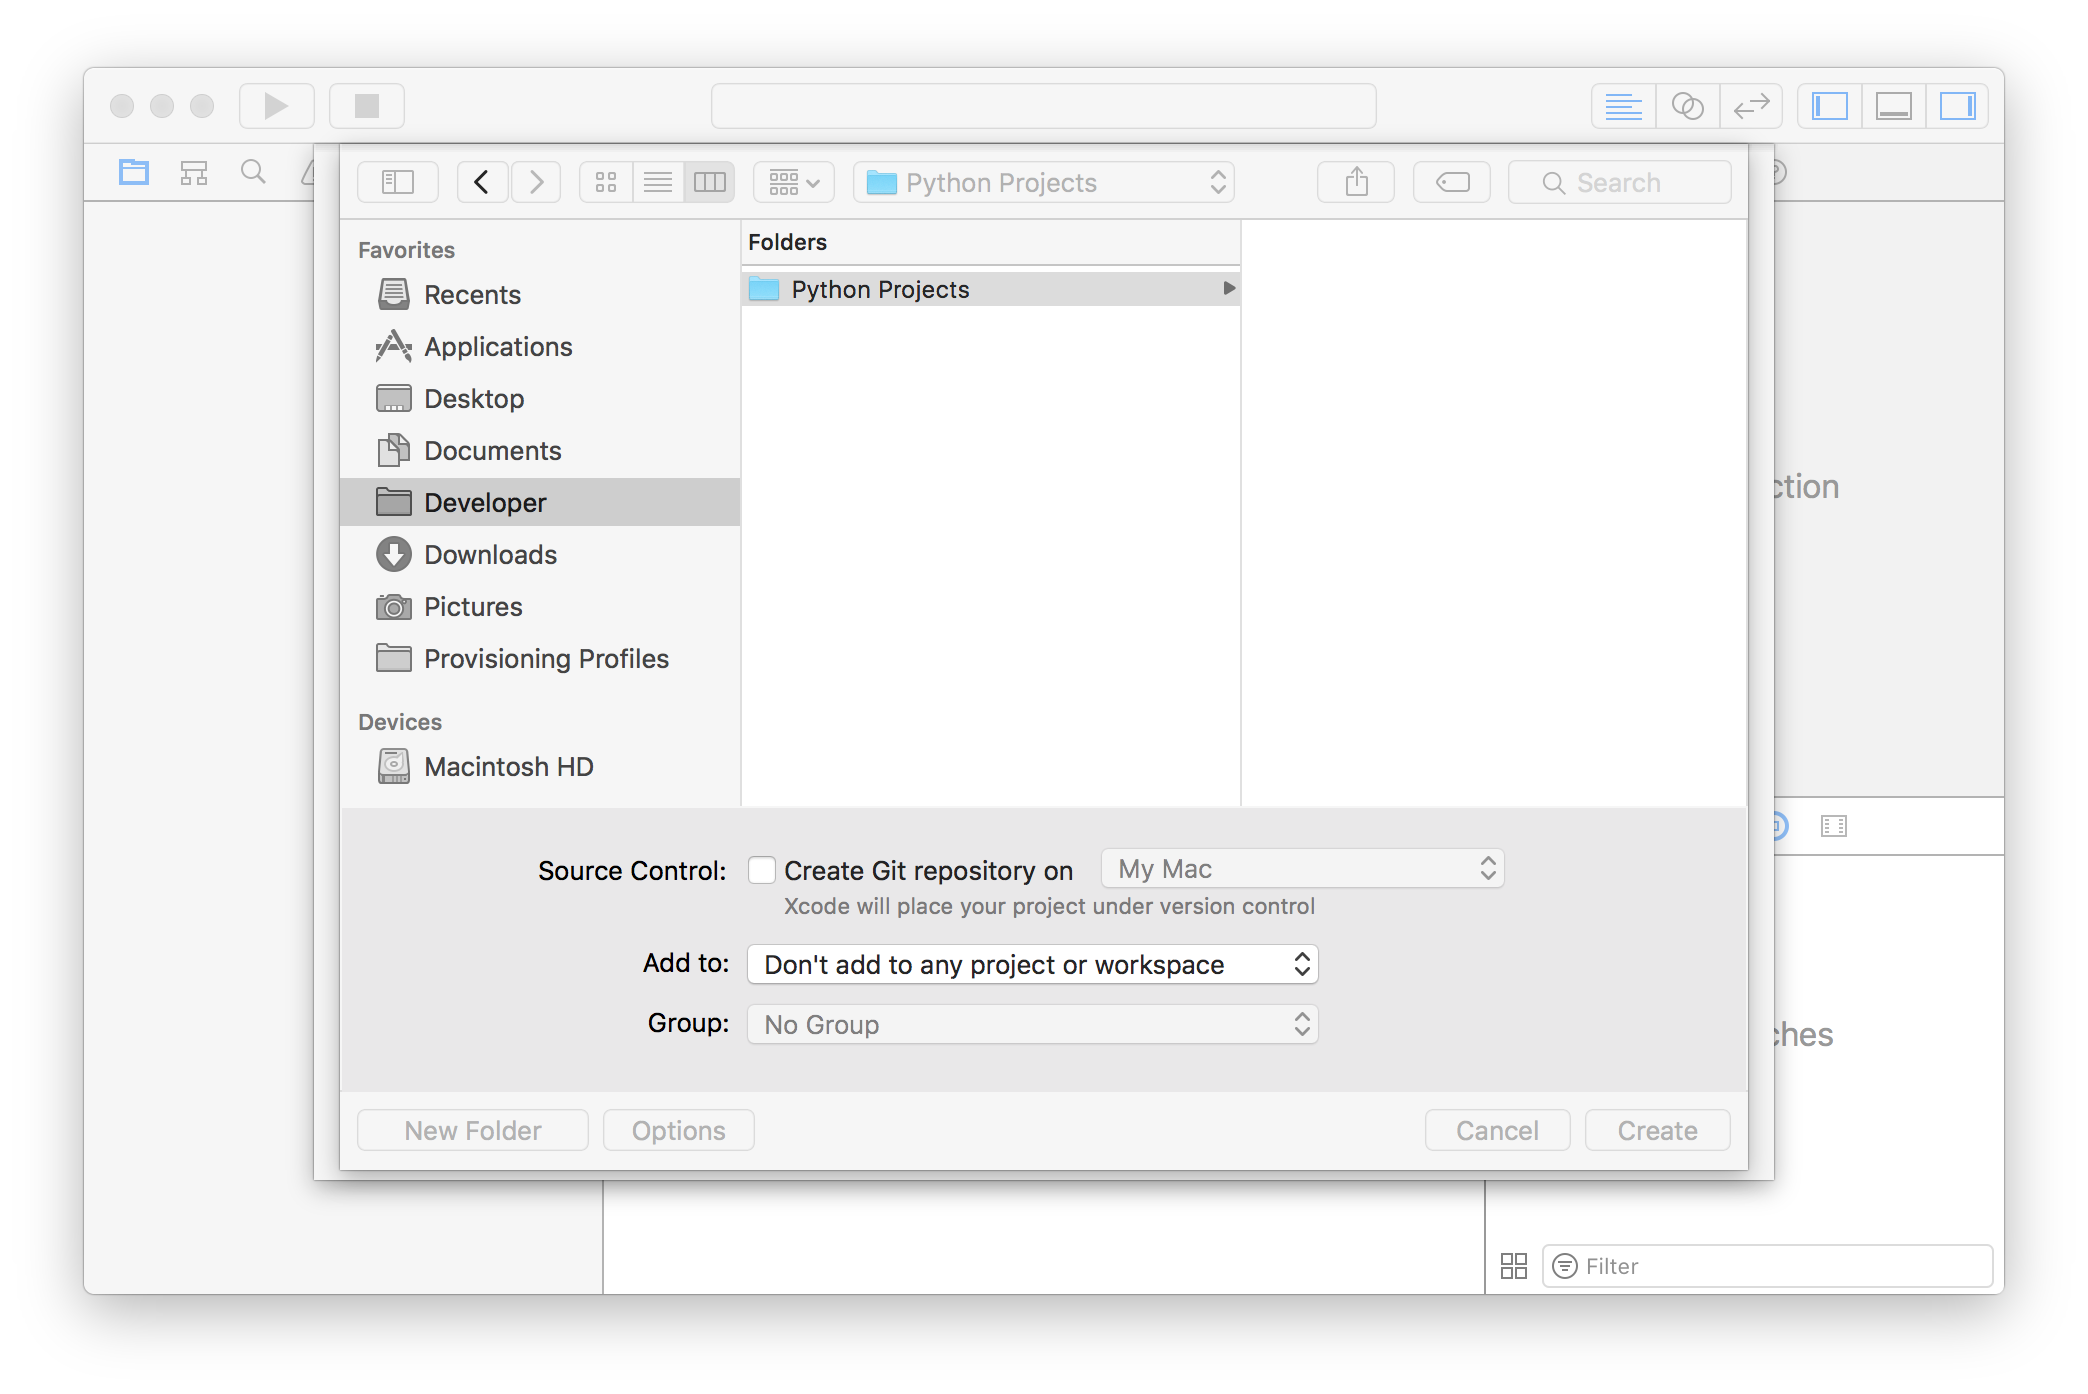 Python Projects
Search
Favorites
Recents
Applications
Desktop
Documents
Developer
Downloads
Pictures
Provisioning Profiles
Devices
Macintosh HD
Folders
Python Projects
Source Control:
Create Git repository on
My Mac
Xcode will place your project under version control
Add to:
Don't add to any project or workspace
Group:
No Group
New Folder
Options
Cancel
Create
Filter